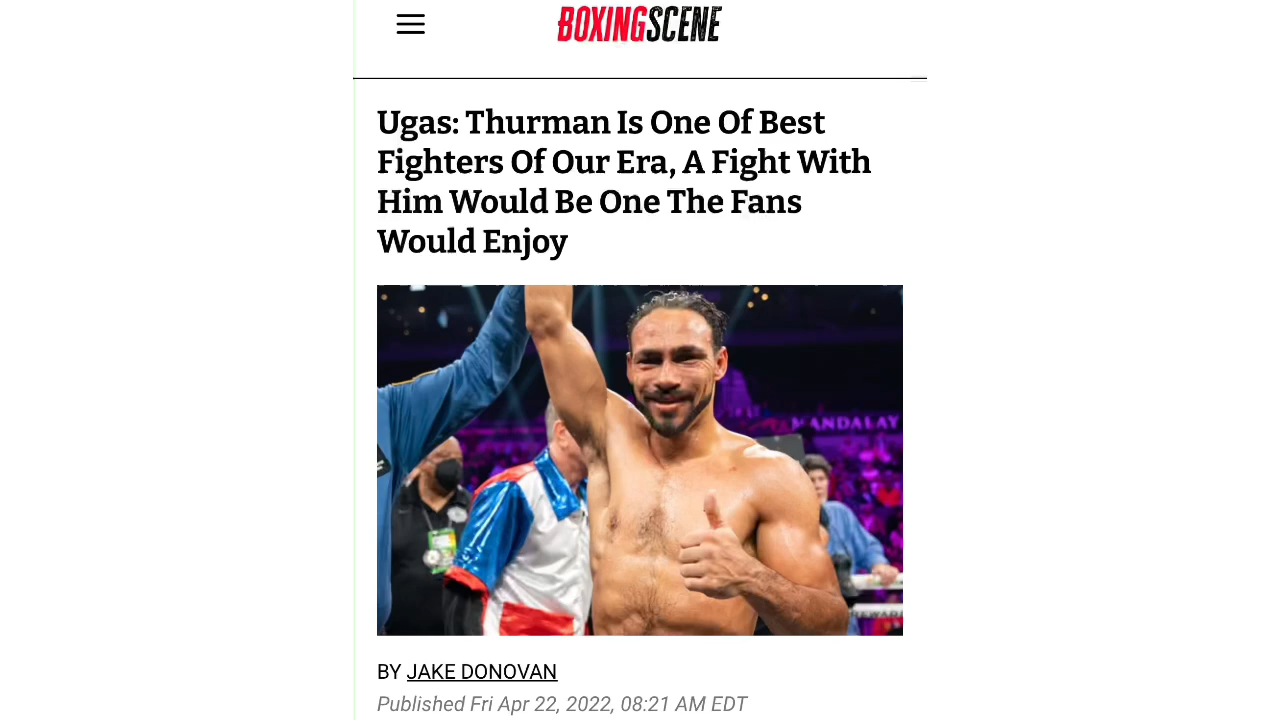 BOXINGSCENE
Ugas: Thurman Is One Of Best
Fighters Of Our Era, A Fight With
Him Would Be One The Fans
Would Enjoy
MANDALAY
BY JAKE DONOVAN
Published Fri Apr 22, 2022, 08:21 AM EDT